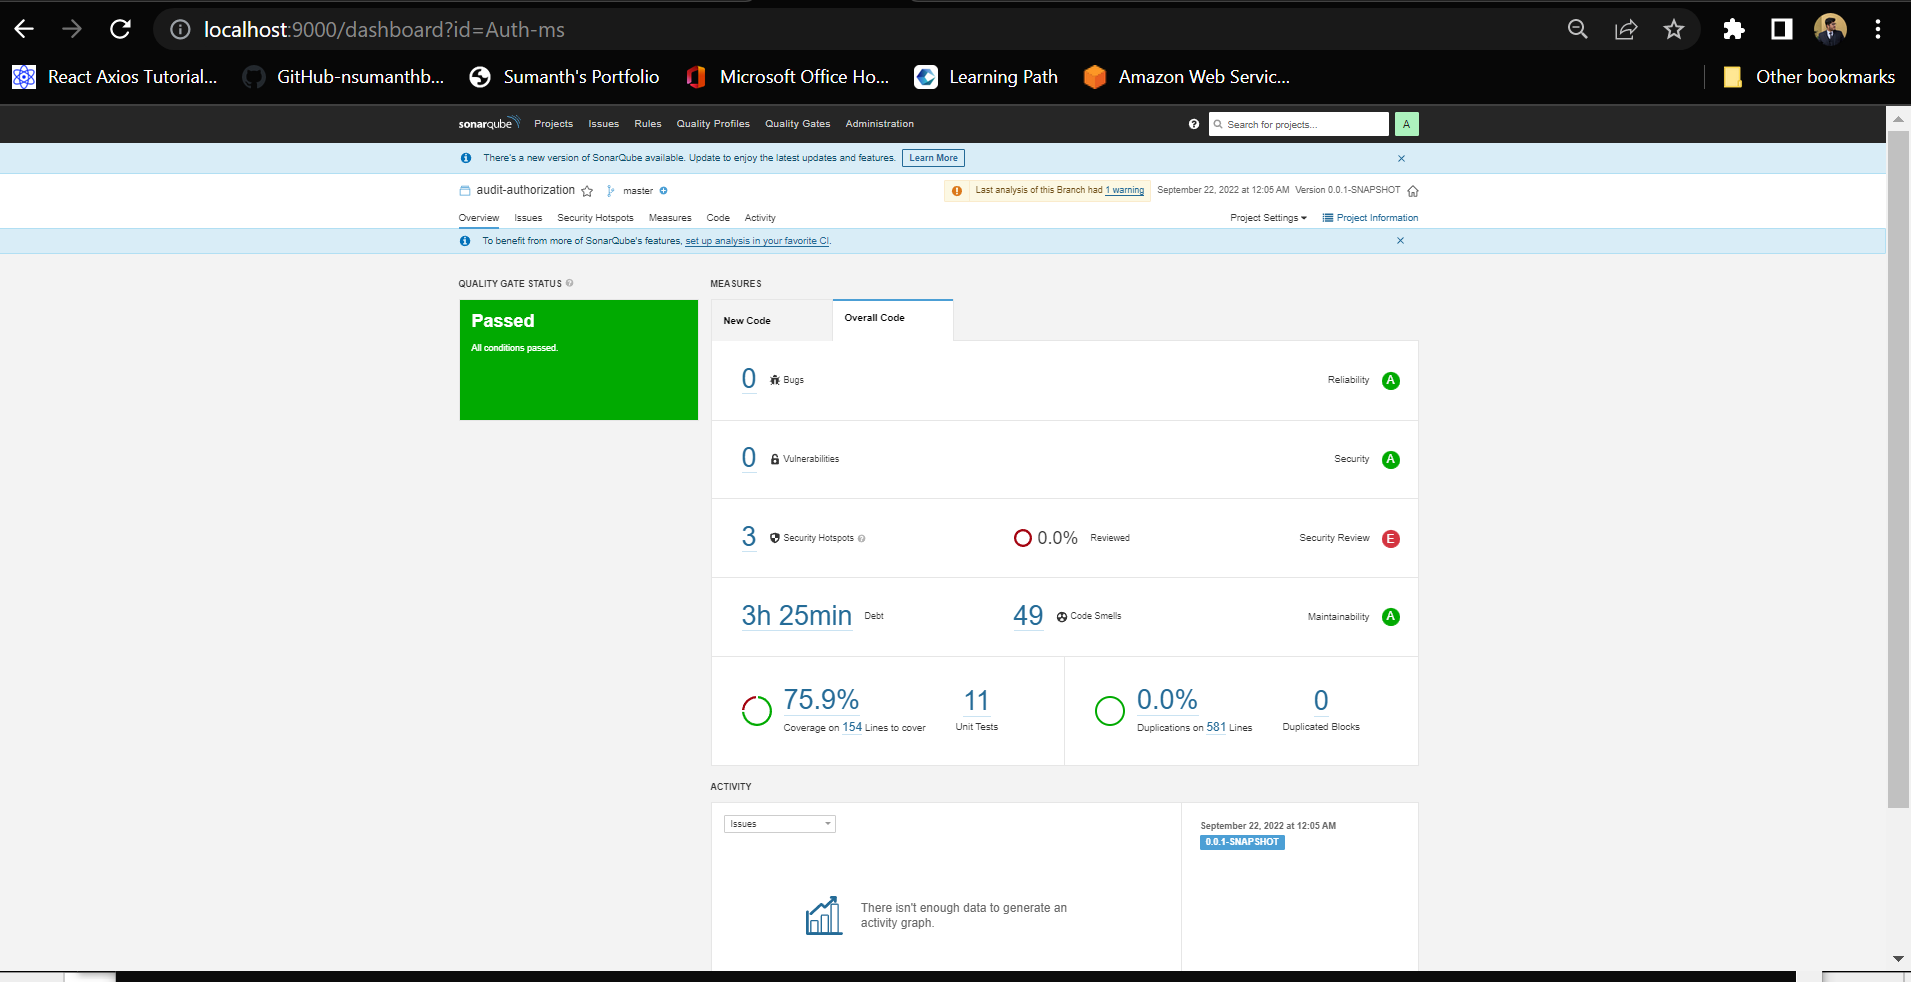 localhost:9000/dashboard?id=Auth-ms
React Axios Tutorial... GitHub-nsumanthb... Sumanth's Portfolio Microsoft Office Ho... Learning Path Amazon Web Servic... Other bookmarks
sonarqube Projects Issues Rules Quality Profiles Quality Gates Administration ? Search for projects... A
There's a new version of SonarQube available. Update to enjoy the latest updates and features. Learn More
audit-authorization master Last analysis of this Branch had 1 warning September 22, 2022 at 12:05 AM Version 0.0.1-SNAPSHOT
Overview Issues Security Hotspots Measures Code Activity Project Settings Project Information
To benefit from more of SonarQube's features, set up analysis in your favorite CI.
QUALITY GATE STATUS ?
Passed
All conditions passed.
MEASURES
New Code Overall Code
0 Bugs Reliability A
0 Vulnerabilities Security A
3 Security Hotspots ? 0.0% Reviewed Security Review E
3h 25min Debt 49 Code Smells Maintainability A
75.9% 11 0.0% 0
Coverage on 154 Lines to cover Unit Tests Duplications on 581 Lines Duplicated Blocks
ACTIVITY
Issues
September 22, 2022 at 12:05 AM
0.0.1-SNAPSHOT
There isn't enough data to generate an
activity graph.